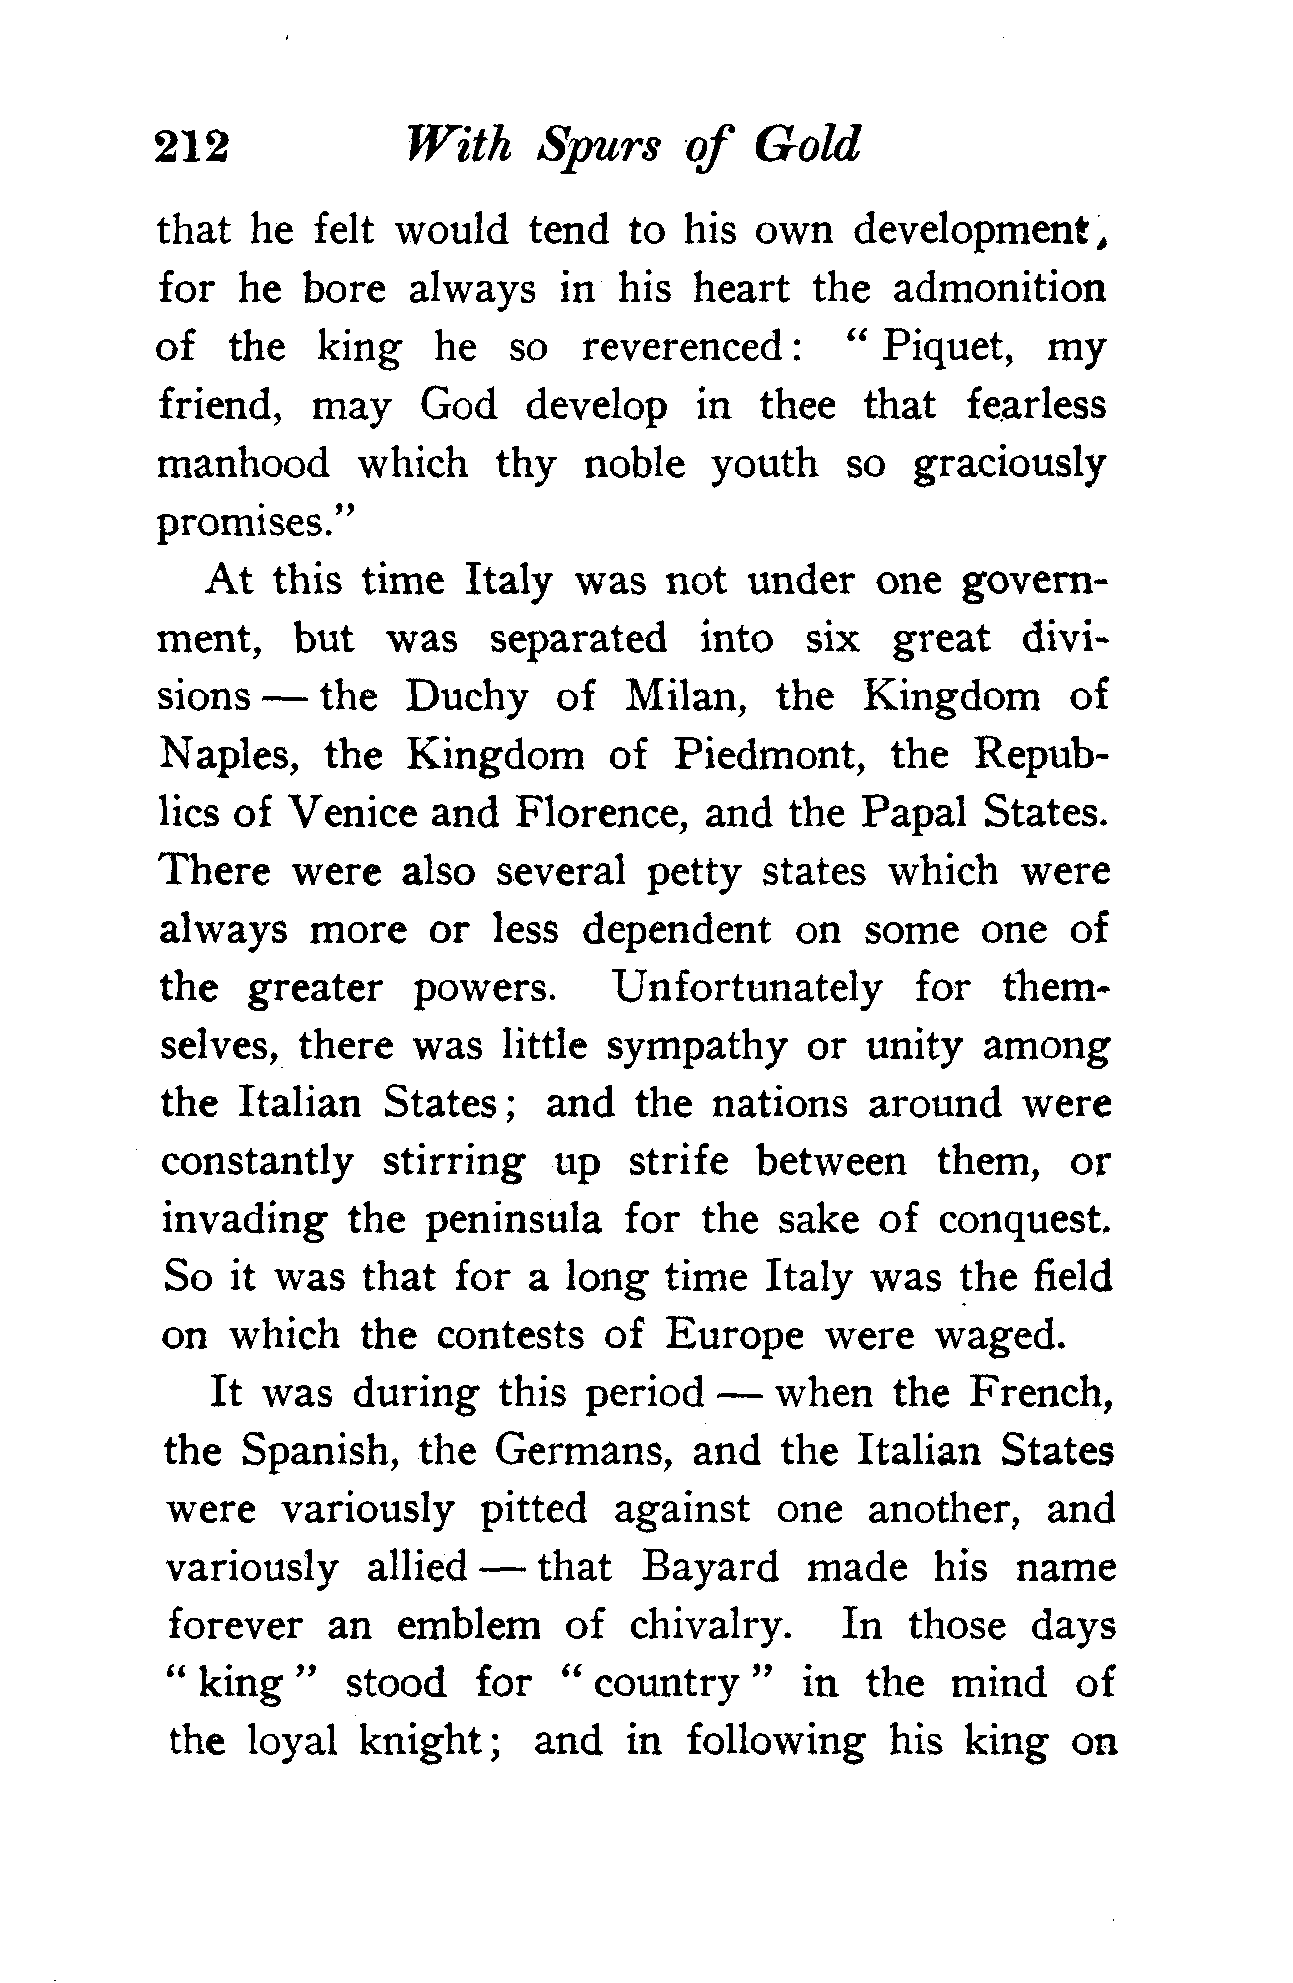 212 With Spurs of Gold
that he felt would tend to his own development,
for he bore always in his heart the admonition
of the king he so reverenced: " Piquet, my
friend, may God develop in thee that fearless
manhood which thy noble youth so graciously
promises."
At this time Italy was not under one govern-
ment, but was separated into six great divi-
sions — the Duchy of Milan, the Kingdom of
Naples, the Kingdom of Piedmont, the Repub-
lics of Venice and Florence, and the Papal States.
There were also several petty states which were
always more or less dependent on some one of
the greater powers. Unfortunately for them-
selves, there was little sympathy or unity among
the Italian States; and the nations around were
constantly stirring up strife between them, or
invading the peninsula for the sake of conquest.
So it was that for a long time Italy was the field
on which the contests of Europe were waged.
It was during this period — when the French,
the Spanish, the Germans, and the Italian States
were variously pitted against one another, and
variously allied — that Bayard made his name
forever an emblem of chivalry. In those days
" king " stood for " country " in the mind of
the loyal knight; and in following his king on